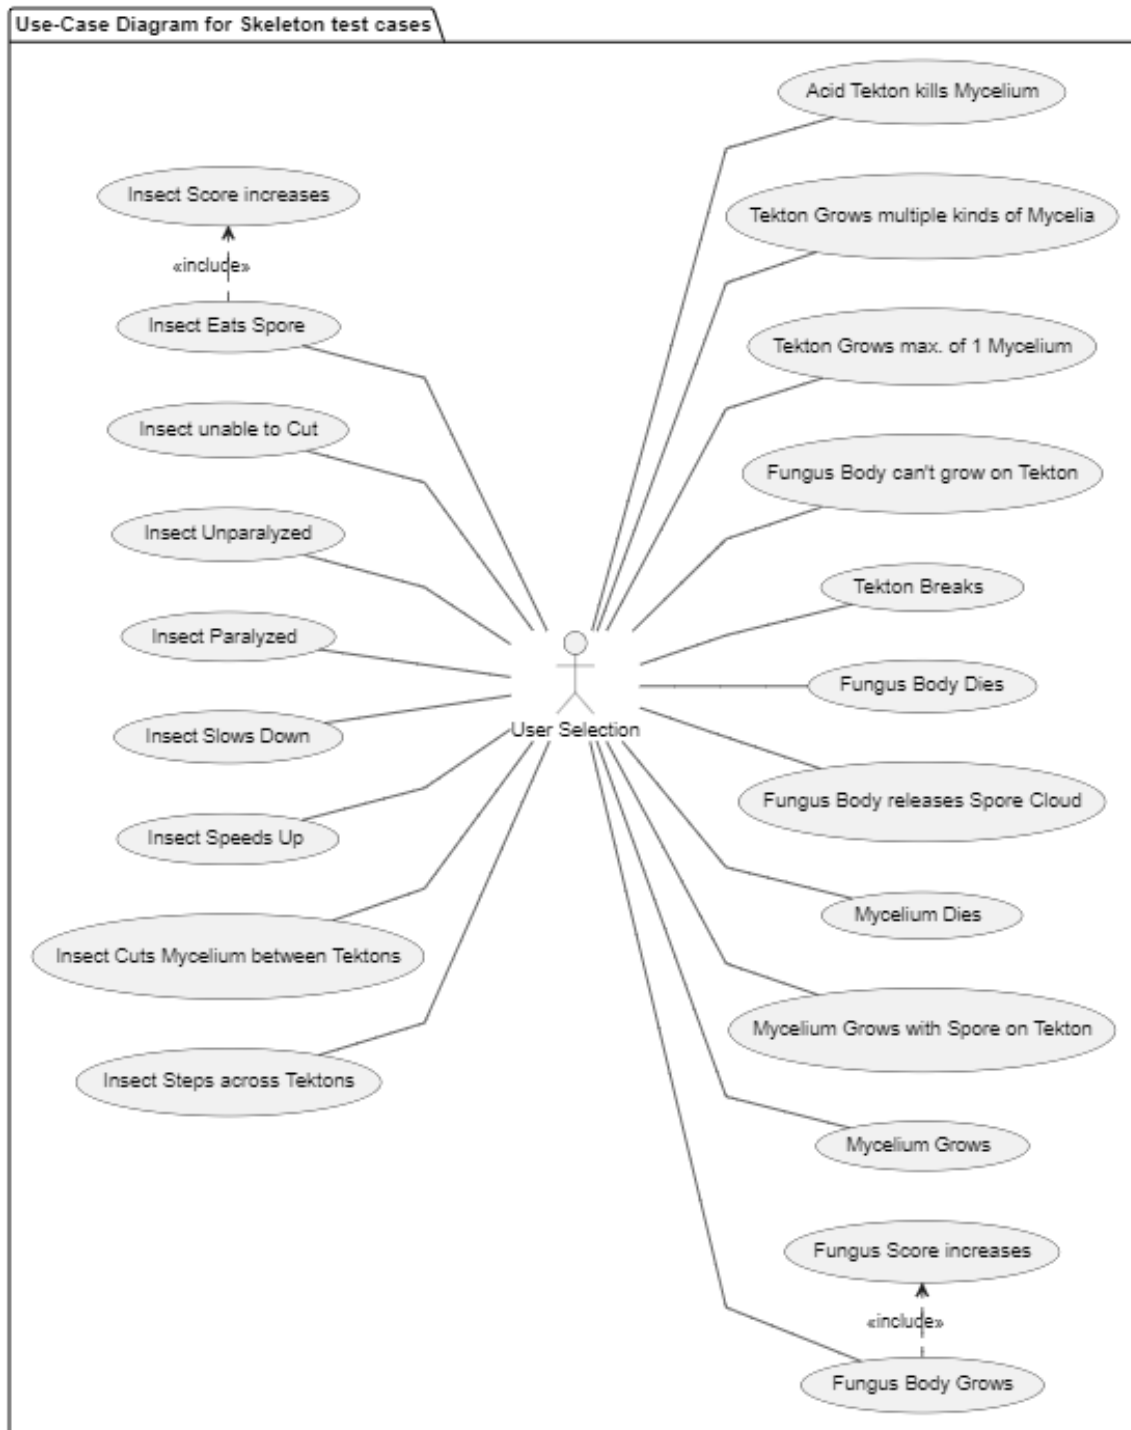 Use-Case Diagram for Skeleton test cases
Insect Score increases
«include»
Insect Eats Spore
Insect unable to Cut
Insect Unparalyzed
Insect Paralyzed
Insect Slows Down
Insect Speeds Up
Insect Cuts Mycelium between Tektons
Insect Steps across Tektons
User Selection
Acid Tekton kills Mycelium
Tekton Grows multiple kinds of Mycelia
Tekton Grows max. of 1 Mycelium
Fungus Body can't grow on Tekton
Tekton Breaks
Fungus Body Dies
Fungus Body releases Spore Cloud
Mycelium Dies
Mycelium Grows with Spore on Tekton
Mycelium Grows
Fungus Score increases
«include»
Fungus Body Grows